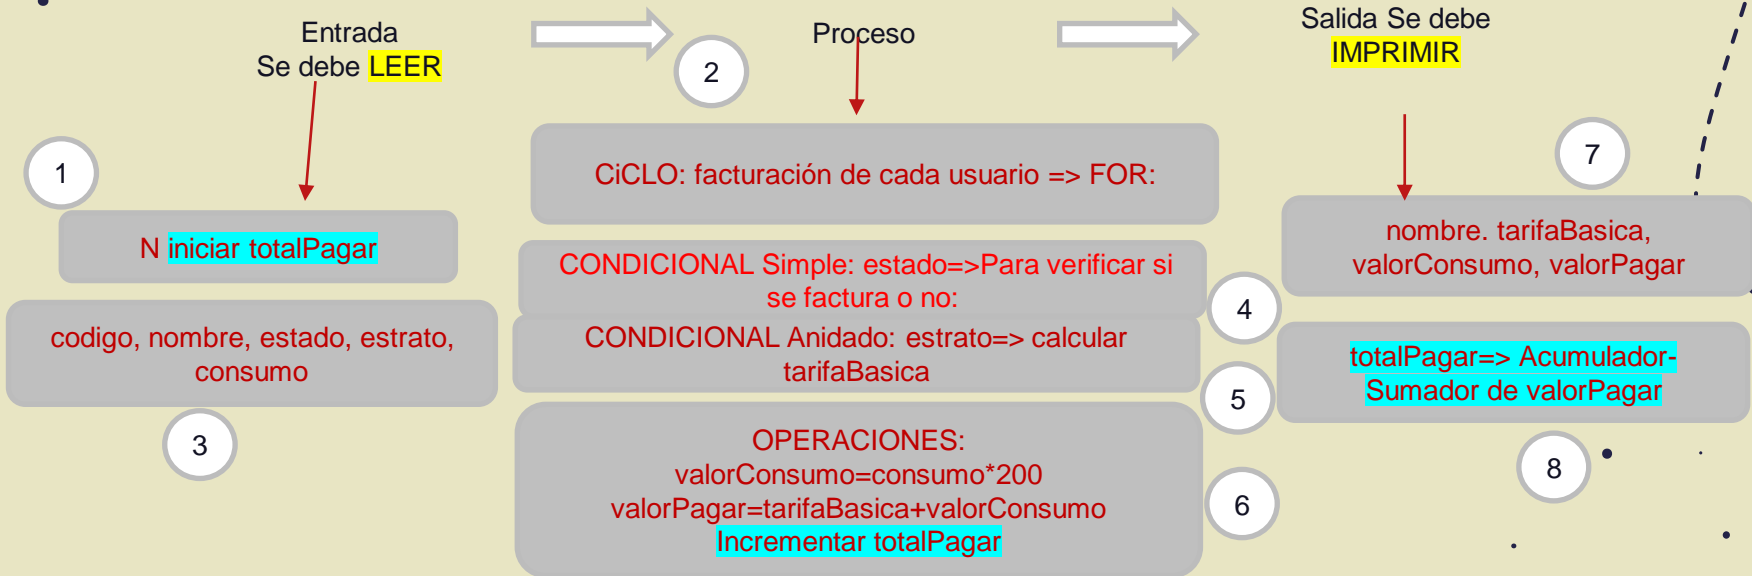 Entrada
Se debe LEER
Proceso
Salida Se debe
IMPRIMIR
1
N iniciar totalPagar
codigo, nombre, estado, estrato,
consumo
3
2
CiCLO: facturación de cada usuario => FOR:
CONDICIONAL Simple: estado=>Para verificar si
se factura o no:
4
CONDICIONAL Anidado: estrato=> calcular
tarifaBasica
5
OPERACIONES:
valorConsumo=consumo*200
valorPagar=tarifaBasica+valorConsumo
Incrementar totalPagar
6
7
nombre. tarifaBasica,
valorConsumo, valorPagar
totalPagar=> Acumulador-
Sumador de valorPagar
8